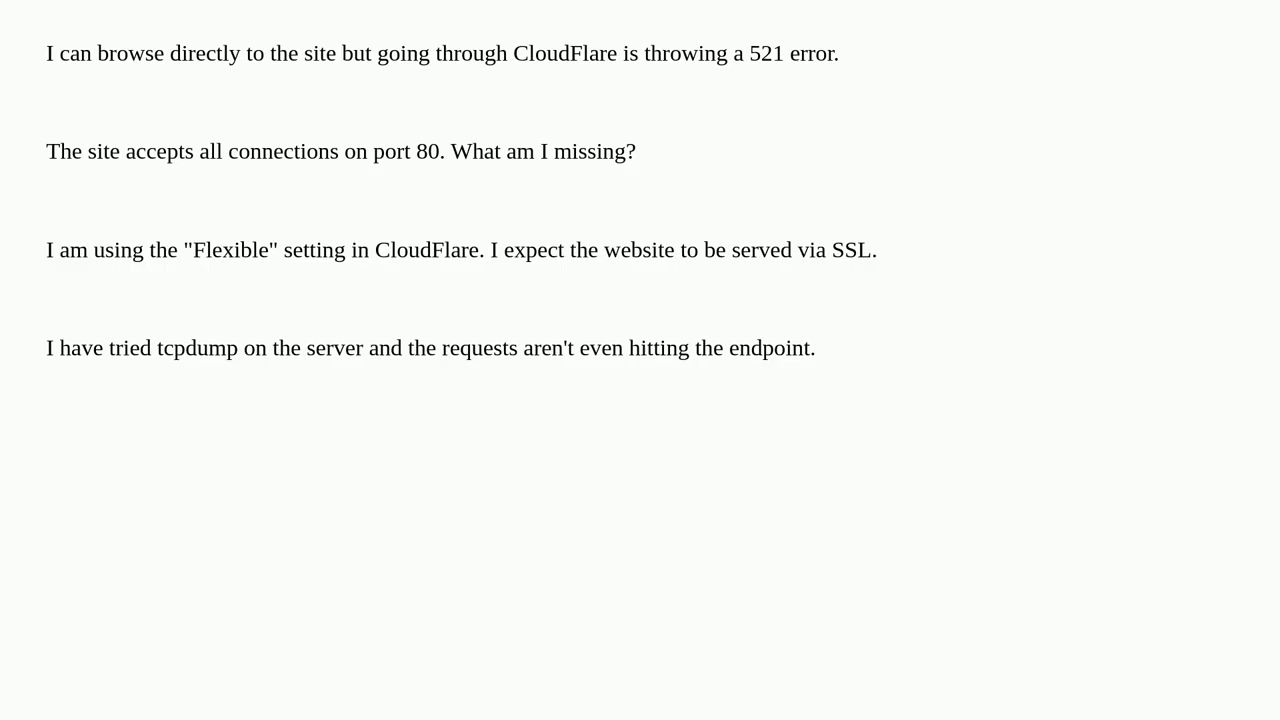 I can browse directly to the site but going through CloudFlare is throwing a 521 error.
The site accepts all connections on port 80. What am I missing?
I am using the "Flexible" setting in CloudFlare. I expect the website to be served via SSL.
I have tried tcpdump on the server and the requests aren't even hitting the endpoint.